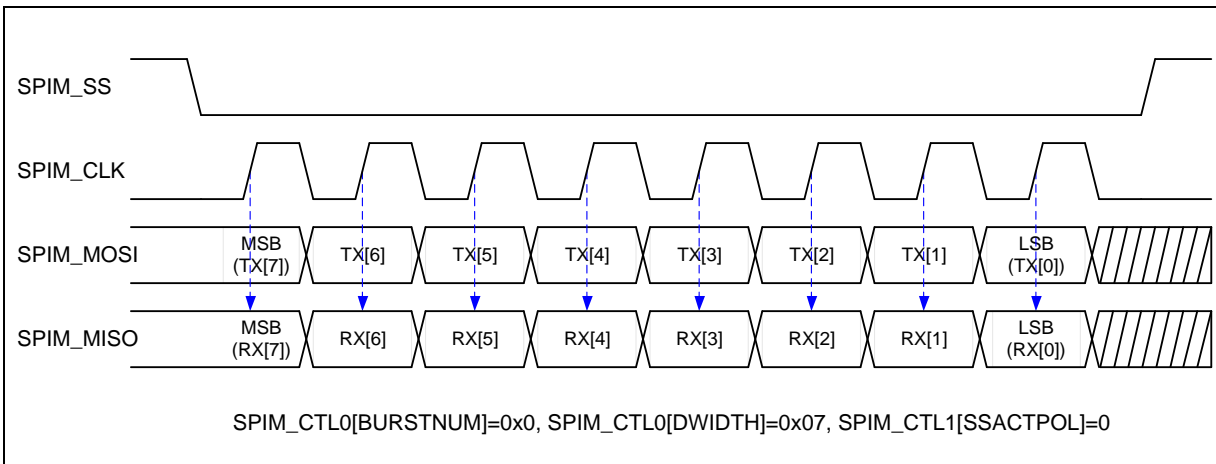 SPIM_SS
SPIM_CLK
SPIM_MOSI
MSB
(TX[7])
TX[6]
TX[5]
TX[4]
TX[3]
TX[2]
TX[1]
LSB
(TX[0])
SPIM_MISO
MSB
(RX[7])
RX[6]
RX[5]
RX[4]
RX[3]
RX[2]
RX[1]
LSB
(RX[0])
SPIM_CTL0[BURSTNUM]=0x0, SPIM_CTL0[DWIDTH]=0x07, SPIM_CTL1[SSACTPOL]=0